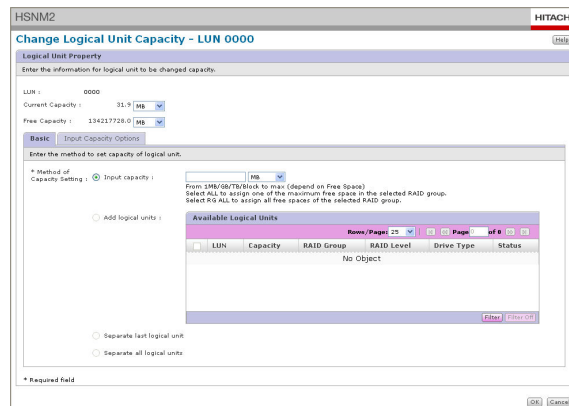 HSNM2
HITACH
Change Logical Unit Capacity - LUN 0000
Help
Logical Unit Property
Enter the information for logical unit to be changed capacity.
LUN : 0000
Current Capacity : 31.9 MB
Free Capacity : 134217728.0 MB
Basic Input Capacity Options
Enter the method to set capacity of logical unit.
* Method of
Capacity Setting : Input capacity : MB
From 1MB/GB/TB/Block to max (depend on Free Space)
Select ALL to assign one of the maximum free space in the selected RAID group.
Select RG ALL to assign all free spaces of the selected RAID group.
Add logical units : Available Logical Units
Rows/Page: 25 Page 0 of 0
LUN Capacity RAID Group RAID Level Drive Type Status
No Object
Filter Filter Off
Separate last logical unit
Separate all logical units
* Required field
OK Cance